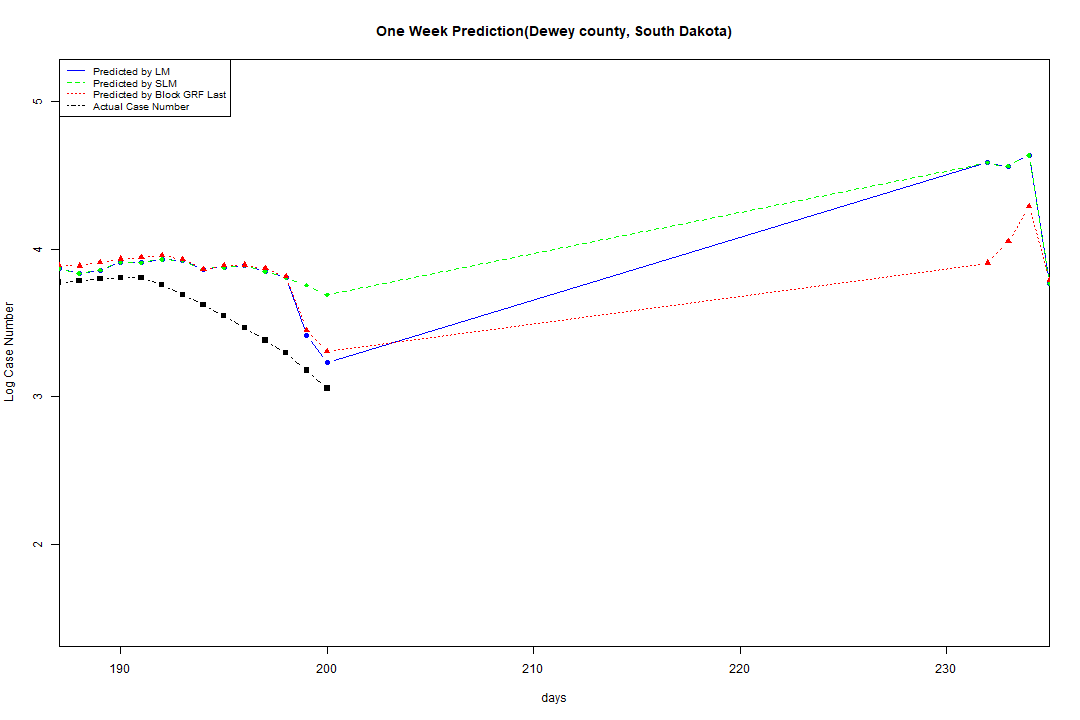 One Week Prediction(Dewey county, South Dakota)
Predicted by LM
Predicted by SLM
Predicted by Block GRF Last
Actual Case Number
5
4
3
2
Log Case Number
190 200 210 220 230
days